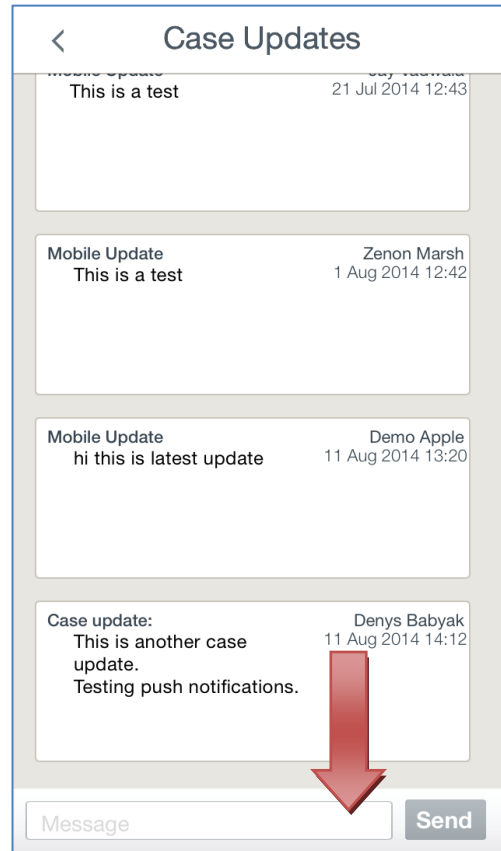 Case Updates
Mobile Update
This is a test
21 Jul 2014 12:43
Mobile Update
Zenon Marsh
This is a test
1 Aug 2014 12:42
Mobile Update
Demo Apple
hi this is latest update
11 Aug 2014 13:20
Case update:
Denys Babyak
This is another case
11 Aug 2014 14:12
update.
Testing push notifications.
Message
Send